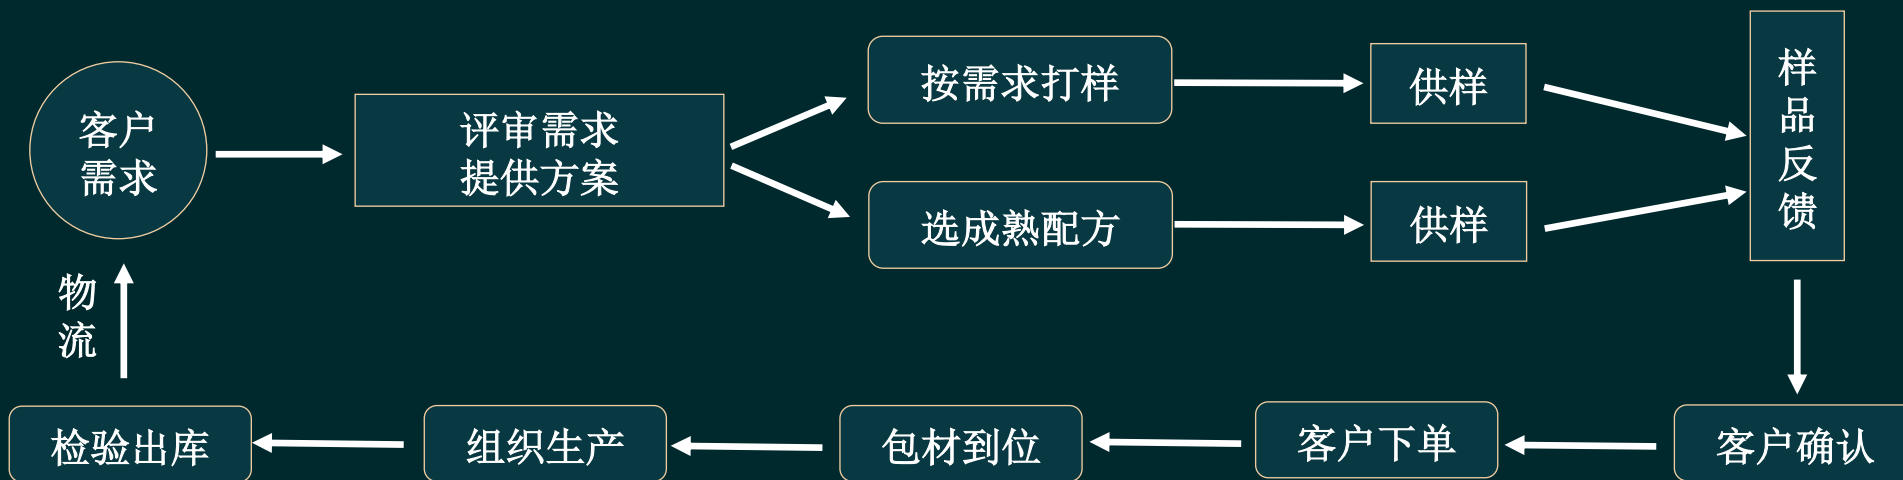 客户
需求
评审需求
提供方案
按需求打样
供样
选成熟配方
供样
样品反馈
客户确认
客户下单
包材到位
组织生产
检验出库
物流